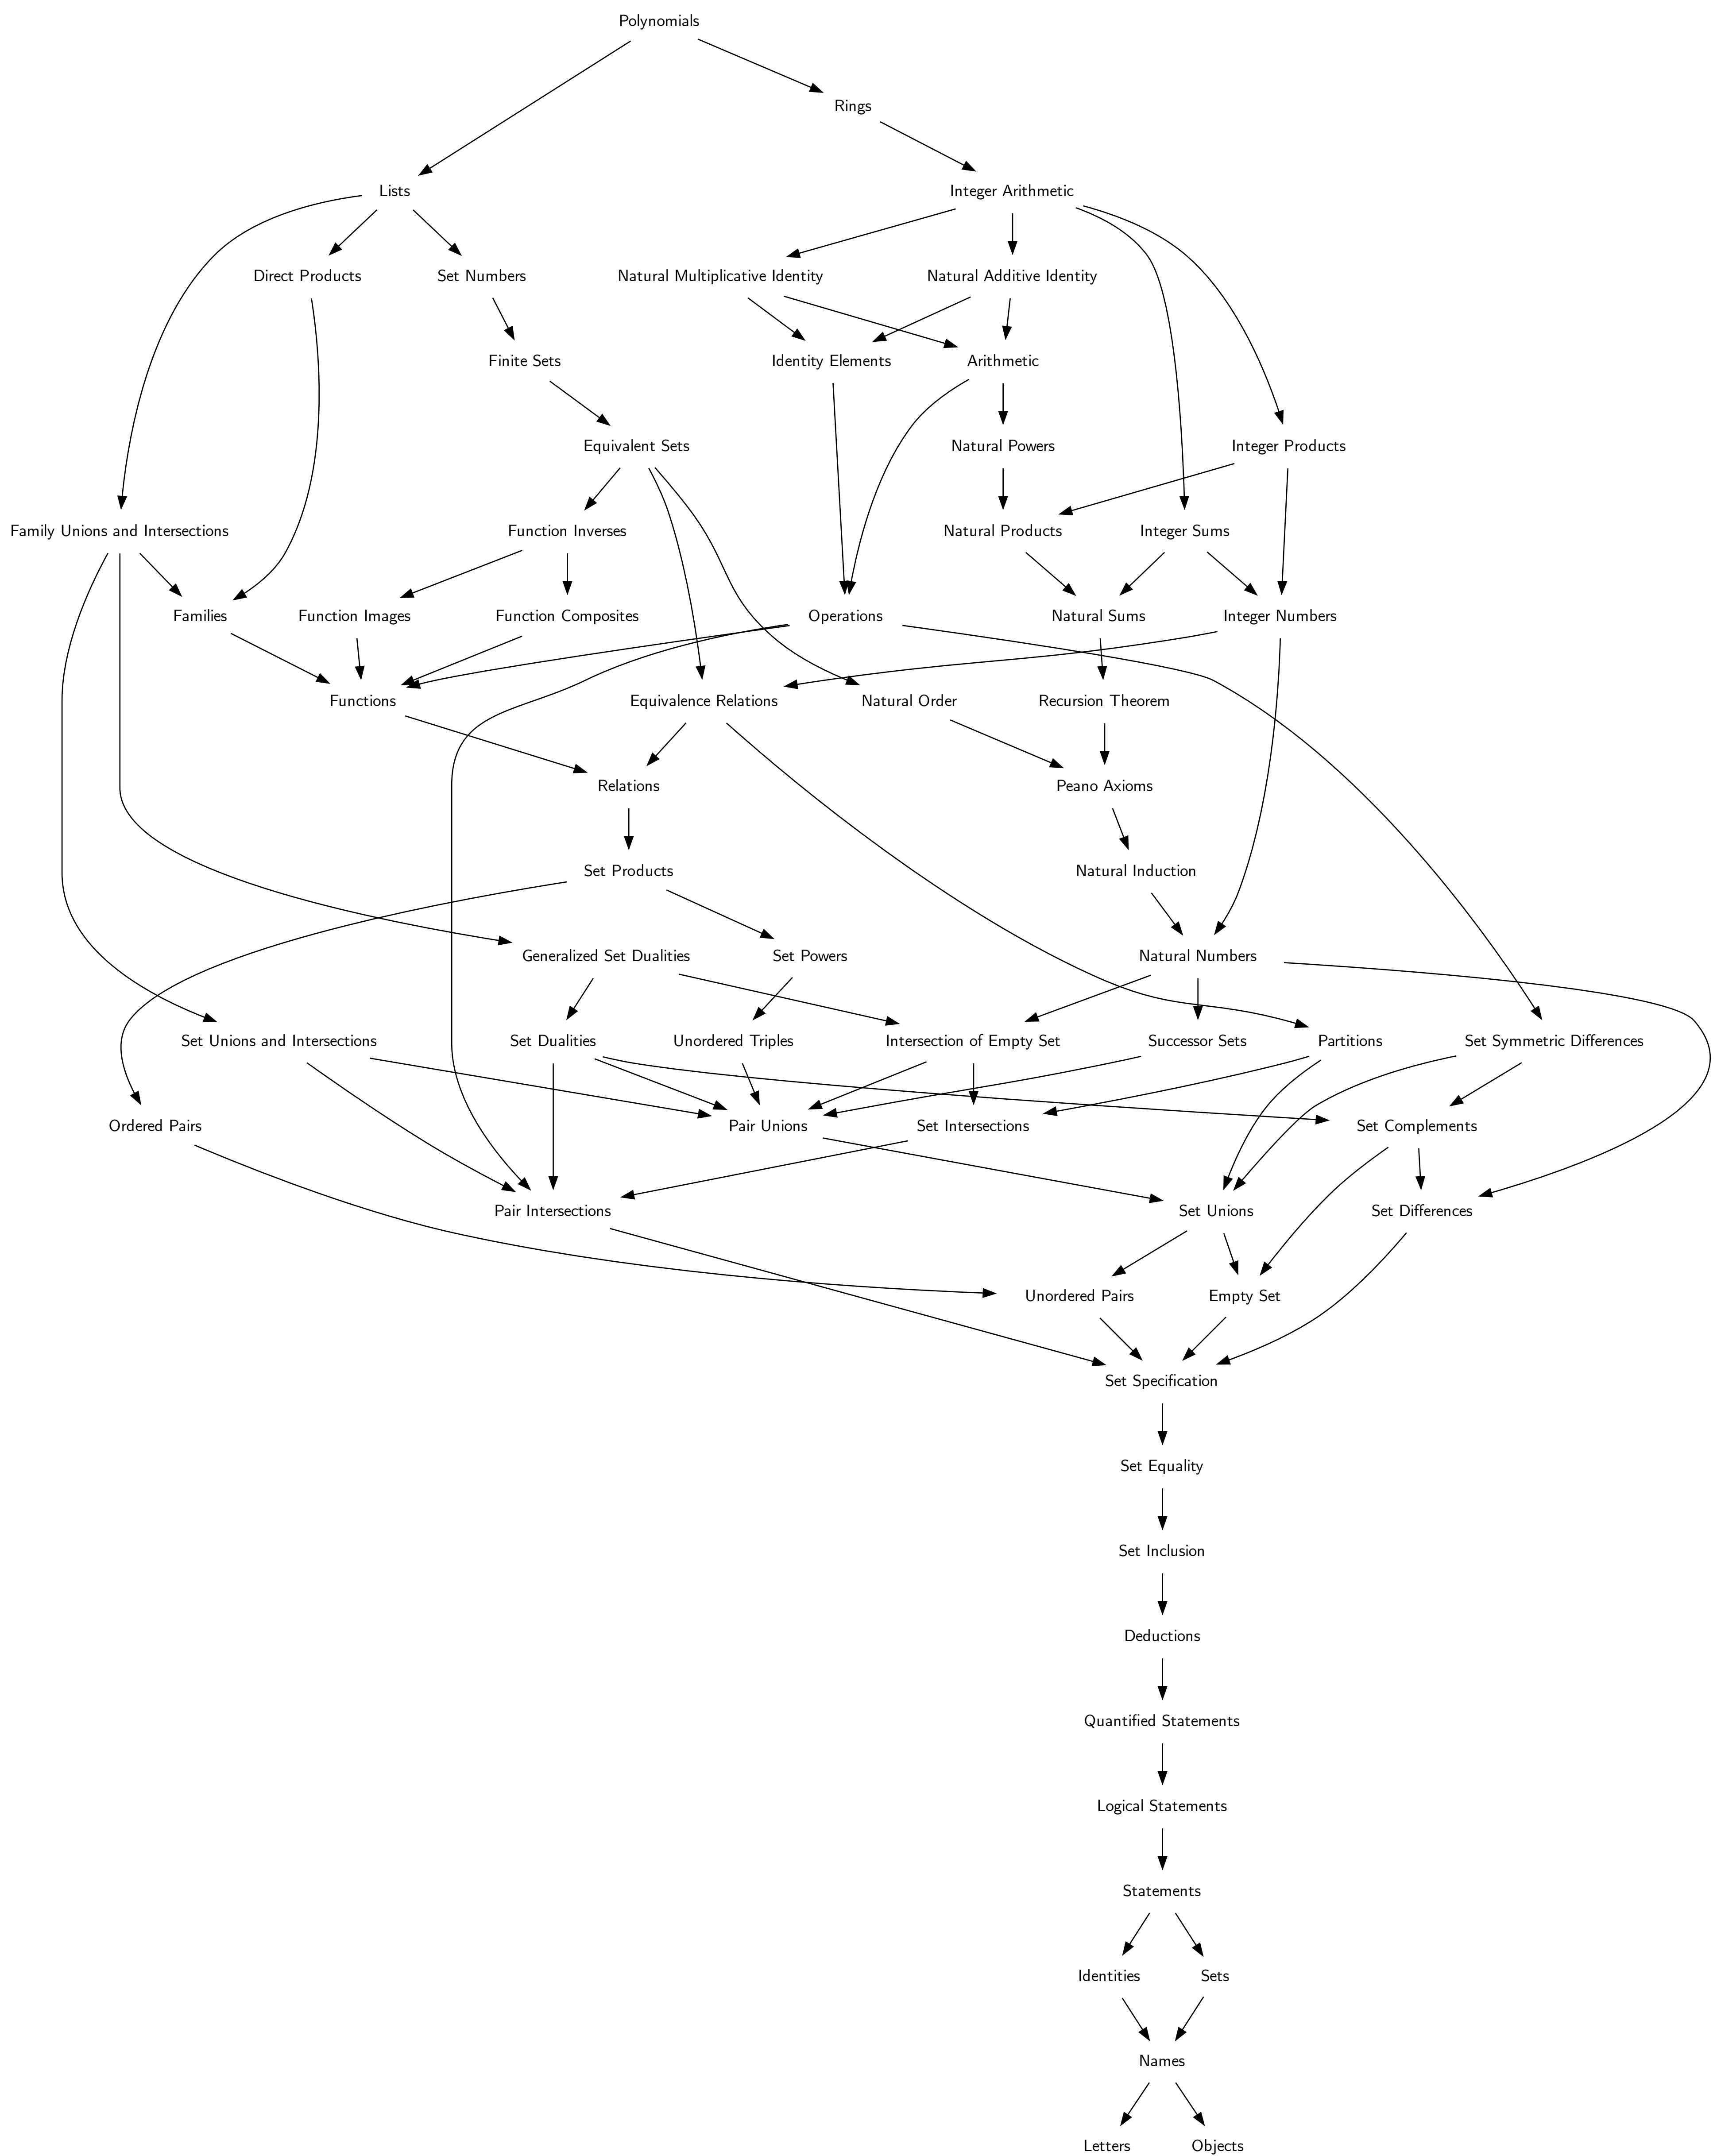 Polynomials
Rings
Lists
Integer Arithmetic
Direct Products
Set Numbers
Natural Multiplicative Identity
Natural Additive Identity
Finite Sets
Identity Elements
Arithmetic
Equivalent Sets
Natural Powers
Integer Products
Family Unions and Intersections
Function Inverses
Natural Products
Integer Sums
Families
Function Images
Function Composites
Operations
Natural Sums
Integer Numbers
Functions
Equivalence Relations
Natural Order
Recursion Theorem
Relations
Peano Axioms
Set Products
Natural Induction
Generalized Set Dualities
Set Powers
Natural Numbers
Set Unions and Intersections
Set Dualities
Unordered Triples
Intersection of Empty Set
Successor Sets
Partitions
Set Symmetric Differences
Ordered Pairs
Pair Unions
Set Intersections
Set Complements
Pair Intersections
Set Unions
Set Differences
Unordered Pairs
Empty Set
Set Specification
Set Equality
Set Inclusion
Deductions
Quantified Statements
Logical Statements
Statements
Identities
Sets
Names
Letters
Objects